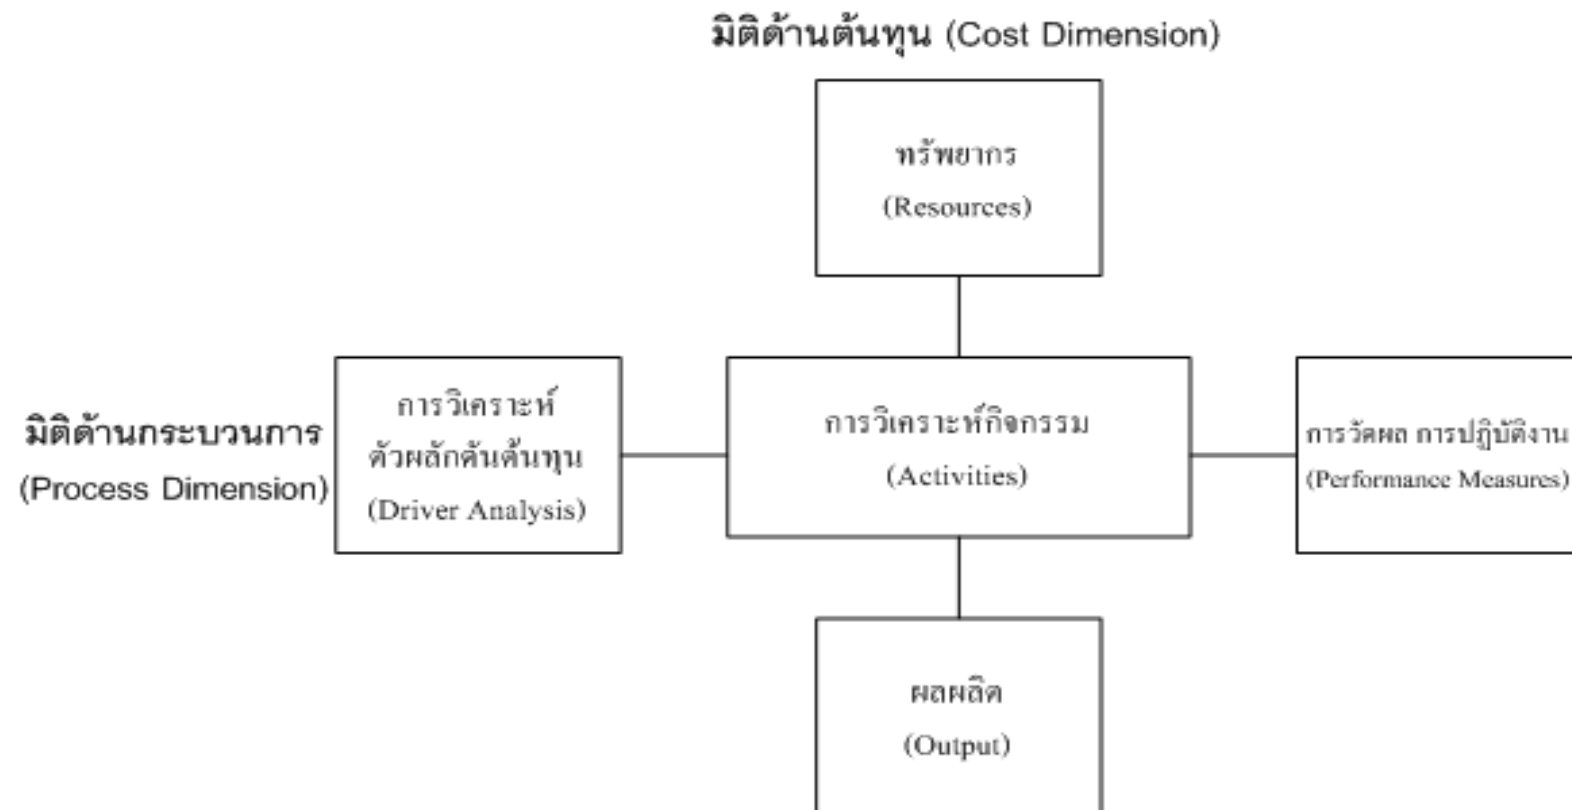 มิติด้านต้นทุน (Cost Dimension)
ทรัพยากร
(Resources)
มิติด้านกระบวนการ
(Process Dimension)
การวิเคราะห์
ตัวผลักดันต้นทุน
(Driver Analysis)
การวิเคราะห์กิจกรรม
(Activities)
การวัดผล การปฏิบัติงาน
(Performance Measures)
ผลผลิต
(Output)